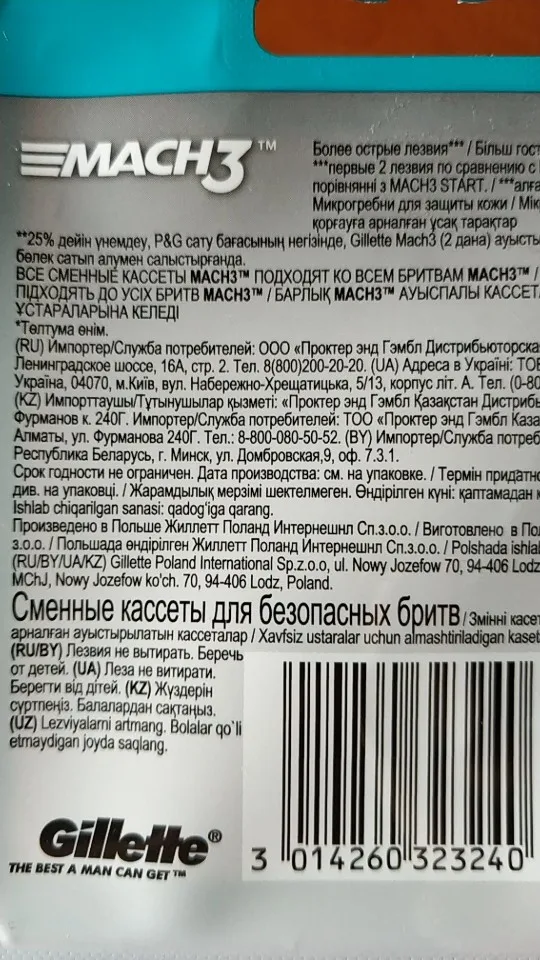 MACH3™
Более острые лезвия*** / Більш гост
***первые 2 лезвия по сравнению с
порівнянні з MACH3 START. / ***алға
Микрогребни для защиты кожи / Мік
қорғауға арналған ұсақ тарақтар
**25% дейін үнемдеу, P&G сату бағасының негізінде, Gillette Mach3 (2 дана) ауысты
бөлек сатып алумен салыстырғанда.
ВСЕ СМЕННЫЕ КАССЕТЫ MACH3™ ПОДХОДЯТ КО ВСЕМ БРИТВАМ MACH3™ /
ПІДХОДЯТЬ ДО УСІХ БРИТВ MACH3™ / БАРЛЫҚ MACH3™ АУЫСПАЛЫ КАССЕТ
ҰСТАРАЛАРЫНА КЕЛЕДІ
*Төлтума өнім.
(RU) Импортер/Служба потребителей: ООО «Проктер энд Гэмбл Дистрибьюторска
Ленинградское шоссе, 16А, стр. 2. Тел. 8(800)200-20-20. (UA) Адреса в Україні: ТОВ
Україна, 04070, м.Київ, вул. Набережно-Хрещатицька, 5/13, корпус літ. А. Тел. (0-80
(KZ) Импорттаушы/Тұтынушылар қызметі: «Проктер энд Гэмбл Қазақстан Дистрибь
Фурманов к. 240Г. Импортер/Служба потребителей: ТОО «Проктер энд Гэмбл Каза
Алматы, ул. Фурманова 240Г. Тел.: 8-800-080-50-52. (BY) Импортер/Служба потреб
Республика Беларусь, г. Минск, ул. Домбровская,9, оф. 7.3.1.
Срок годности не ограничен. Дата производства: см. на упаковке. / Термін придатно
див. на упаковці. / Жарамдылық мерзімі шектелмеген. Өндірілген күні: қаптамадан қ
Ishlab chiqarilgan sanasi: qadog'iga qarang.
Произведено в Польше Жиллетт Поланд Интернешнл Сп.з.о.о. / Виготовлено в По
з.о.о. / Польшада өндірілген Жиллетт Поланд Интернешнл Сп.з.о.о. / Polshada ishla
(RU/BY/UA/KZ) Gillette Poland International Sp.z.o.o, ul. Nowy Jozefow 70, 94-406 Lodz
MChJ, Nowy Jozefow ko'ch. 70, 94-406 Lodz, Poland.
Сменные кассеты для безопасных бритв / Змінні касет
арналған ауыстырылатын кассеталар / Xavfsiz ustaralar uchun almashtiriladigan kaset
(RU/BY) Лезвия не вытирать. Беречь
от детей. (UA) Леза не витирати.
Берегти від дітей. (KZ) Жүздерін
сүртпеңіз. Балалардан сақтаңыз.
(UZ) Lezviyalarni artmang. Bolalar qo`li
etmaydigan joyda saqlang.
Gillette®
THE BEST A MAN CAN GET™
3 014260 323240